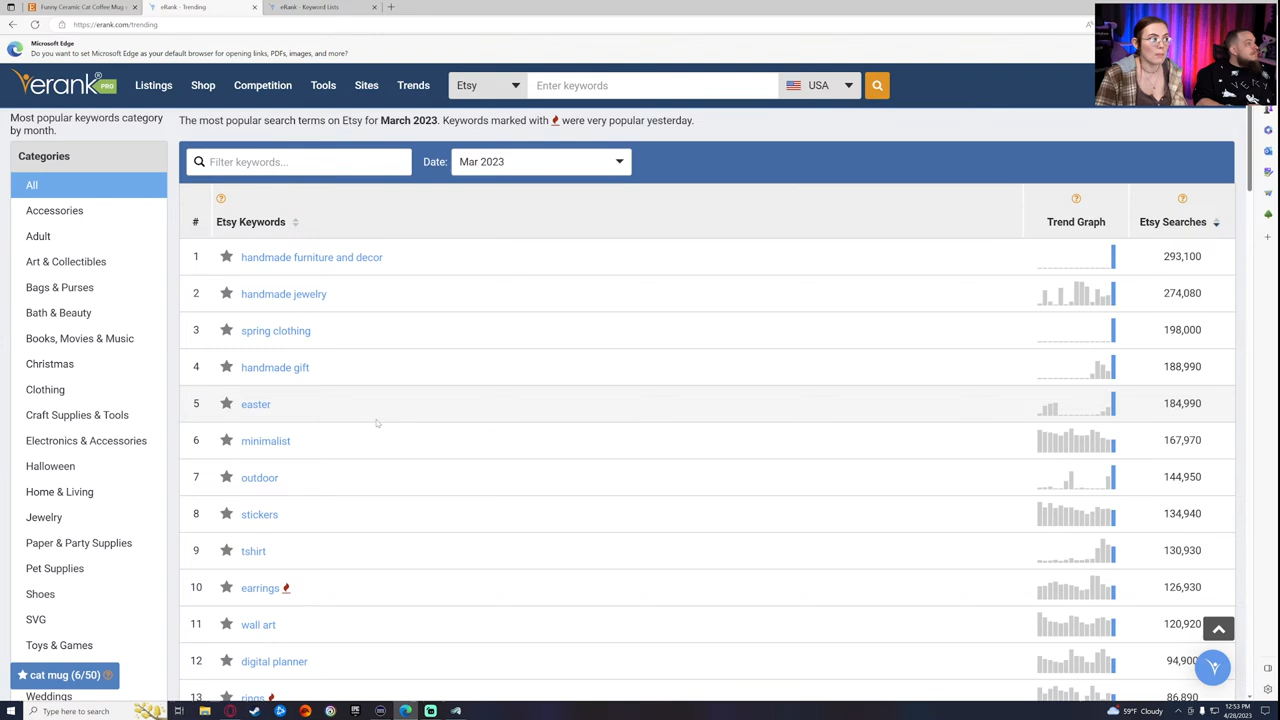 Funny Ceramic Cat Coffee Mug
eRank - Trending
eRank - Keyword Lists
https://erank.com/trending
Microsoft Edge
Do you want to set Microsoft Edge as your default browser for opening links, PDFs, images, and more?
erank PRO
Listings
Shop
Competition
Tools
Sites
Trends
Etsy
Enter keywords
USA
Most popular keywords category
by month.
The most popular search terms on Etsy for March 2023. Keywords marked with were very popular yesterday.
Categories
All
Accessories
Adult
Art & Collectibles
Bags & Purses
Bath & Beauty
Books, Movies & Music
Christmas
Clothing
Craft Supplies & Tools
Electronics & Accessories
Halloween
Home & Living
Jewelry
Paper & Party Supplies
Pet Supplies
Shoes
SVG
Toys & Games
cat mug (6/50)
Weddings
Filter keywords...
Date:
Mar 2023
# Etsy Keywords Trend Graph Etsy Searches
1 handmade furniture and decor 293,100
2 handmade jewelry 274,080
3 spring clothing 198,000
4 handmade gift 188,990
5 easter 184,990
6 minimalist 167,970
7 outdoor 144,950
8 stickers 134,940
9 tshirt 130,930
10 earrings 126,930
11 wall art 120,920
12 digital planner 94,900
13 rings 86,890
Type here to search
59°F Cloudy
12:53 PM
4/28/2023